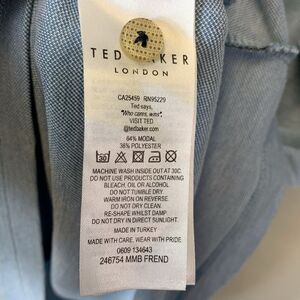 TED BAKER
LONDON
CA25459 RN95229
Ted says,
"Who cares, wins".
VISIT TED
@tedbaker.com
64% MODAL
36% POLYESTER
MACHINE WASH INSIDE OUT AT 30C.
DO NOT USE PRODUCTS CONTAINING
BLEACH, OIL OR ALCOHOL
DO NOT TUMBLE DRY
WARM IRON ON REVERSE
DO NOT DRY CLEAN.
RE-SHAPE WHILST DAMP
DO NOT DRY IN DIRECT SUNLIGHT.
MADE IN TURKEY
MADE WITH CARE, WEAR WITH PRIDE
0609 134643
246754 MMB FREND